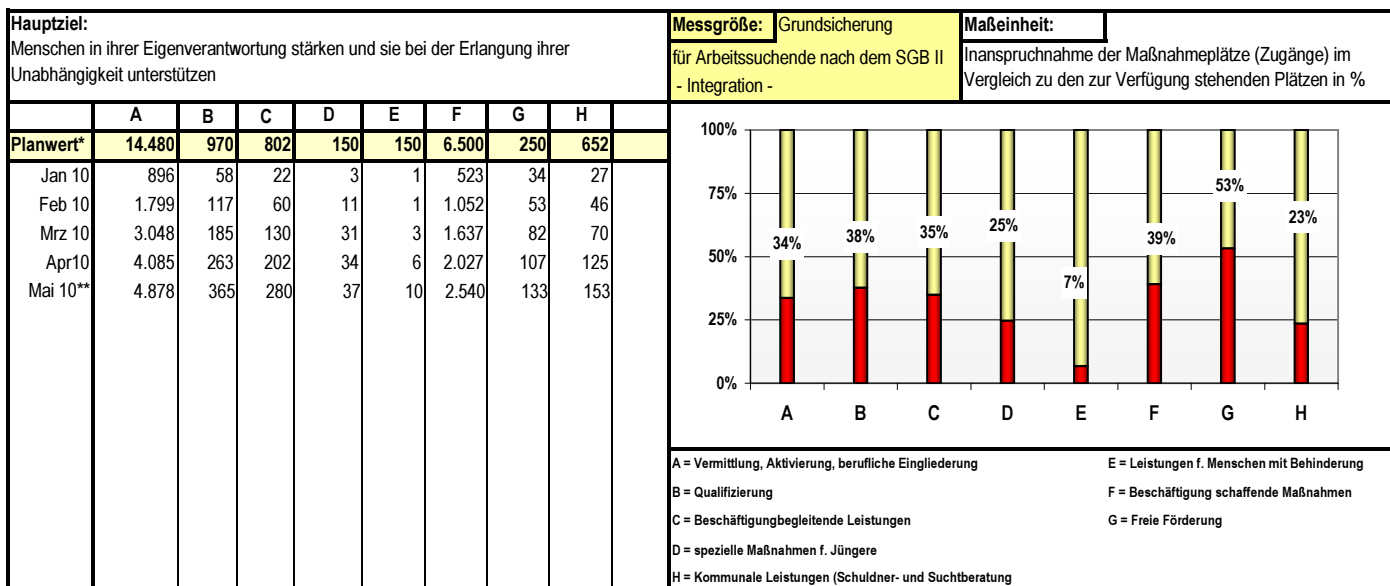 Hauptziel:
Menschen in ihrer Eigenverantwortung stärken und sie bei der Erlangung ihrer
Unabhängigkeit unterstützen
Messgröße: Grundsicherung
für Arbeitssuchende nach dem SGB II
- Integration -
Maßeinheit:
Inanspruchnahme der Maßnahmeplätze (Zugänge) im
Vergleich zu den zur Verfügung stehenden Plätzen in %
A B C D E F G H
Planwert* 14.480 970 802 150 150 6.500 250 652
Jan 10 896 58 22 3 1 523 34 27
Feb 10 1.799 117 60 11 1 1.052 53 46
Mrz 10 3.048 185 130 31 3 1.637 82 70
Apr10 4.085 263 202 34 6 2.027 107 125
Mai 10** 4.878 365 280 37 10 2.540 133 153
100%
75%
50%
25%
0%
34% 38% 35% 25% 7% 39% 53% 23%
A B C D E F G H
A = Vermittlung, Aktivierung, berufliche Eingliederung
B = Qualifizierung
C = Beschäftigungbegleitende Leistungen
D = spezielle Maßnahmen f. Jüngere
H = Kommunale Leistungen (Schuldner- und Suchtberatung
E = Leistungen f. Menschen mit Behinderung
F = Beschäftigung schaffende Maßnahmen
G = Freie Förderung